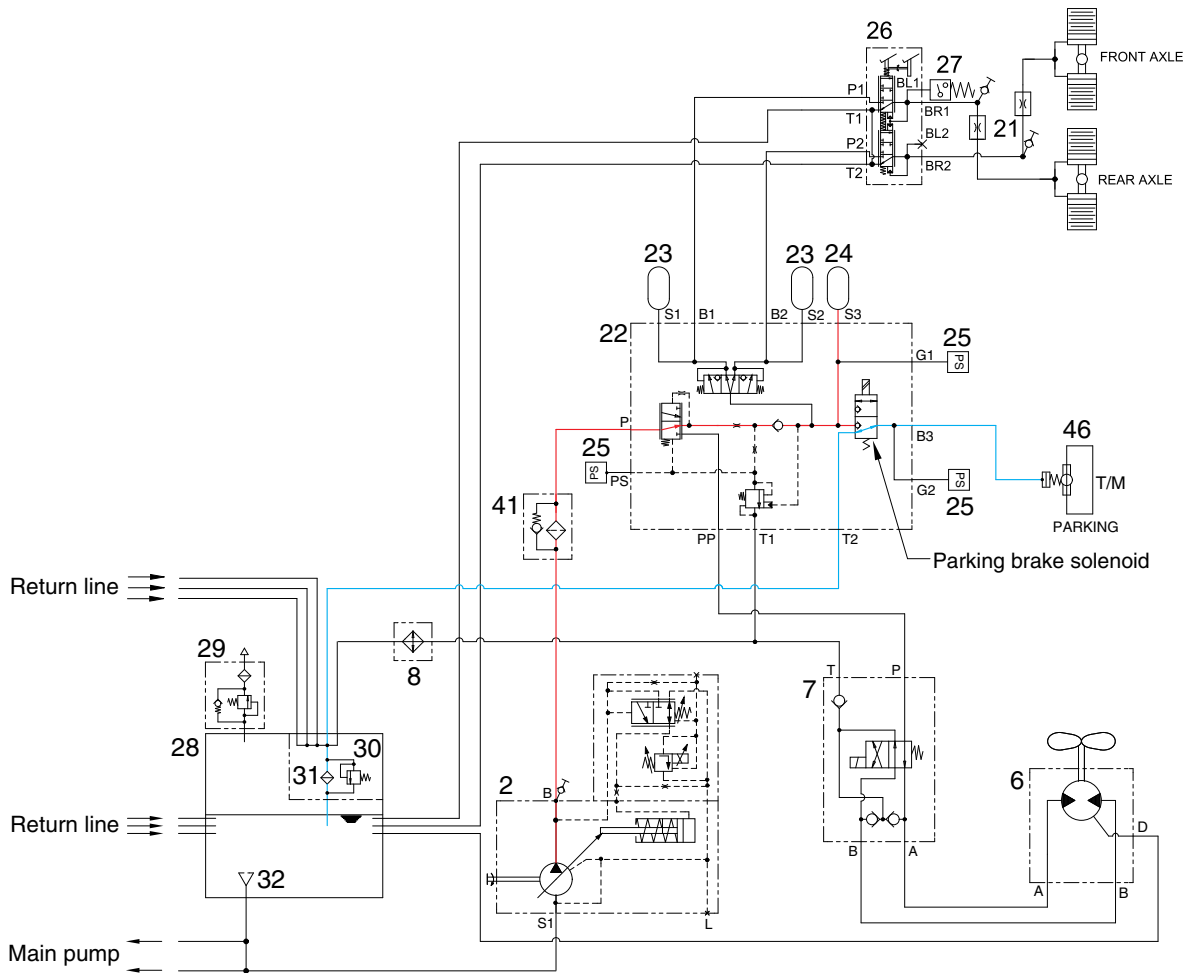 26
27
FRONT AXLE
P1
BL1
T1
BR1
21
BL2
P2
T2
BR2
REAR AXLE
23
23
24
S1
B1
B2
S2
S3
22
25
G1
PS
P
B3
46
25
PS
PS
G2
PS
25
T/M
PARKING
41
PP
T1
T2
Parking brake solenoid
Return line
29
8
T
P
7
28
30
31
2
B
6
Return line
D
32
B
A
A
B
S1
L
Main pump